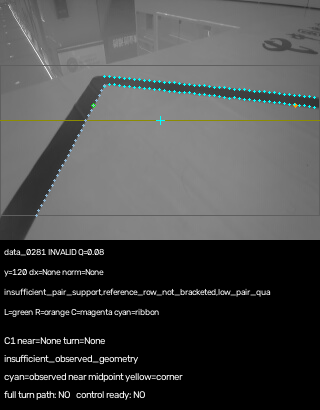 data_0281 INVALID Q=0.08
y=120 dx=None norm=None
insufficient_pair_support,reference_row_not_bracketed,low_pair_qua
L=green R=orange C=magenta cyan=ribbon
C1 near=None turn=None
insufficient_observed_geometry
cyan=observed near midpoint yellow=corner
full turn path: NO control ready: NO